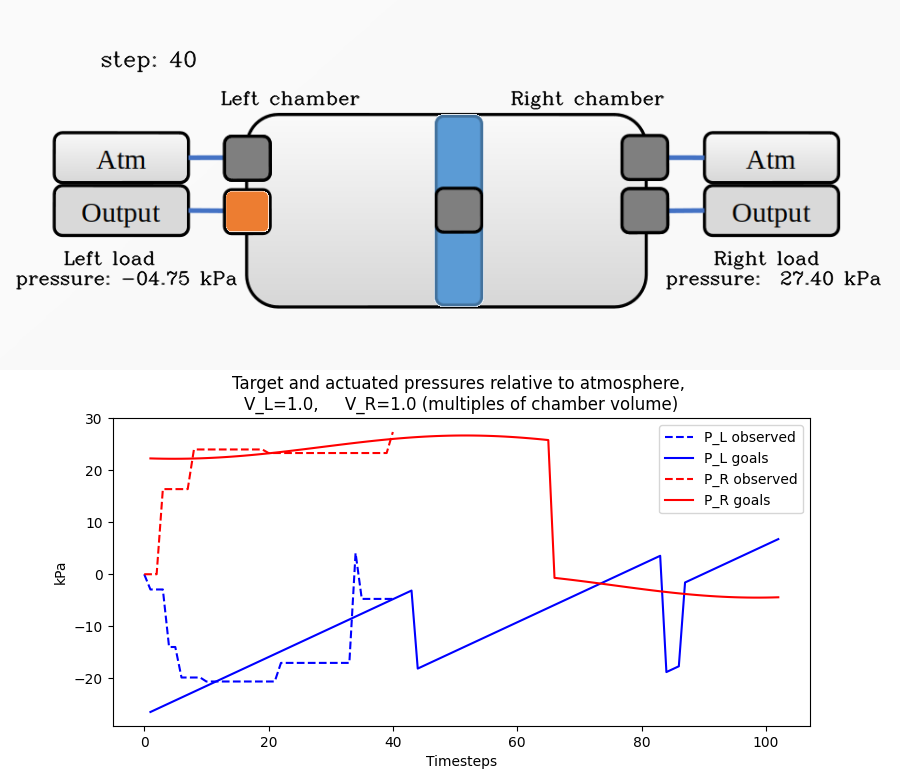 step: 40
Left chamber
Right chamber
Atm
Atm
Output
Output
Left load
pressure: -04.75 kPa
Right load
pressure:  27.40 kPa
Target and actuated pressures relative to atmosphere,
V_L=1.0,     V_R=1.0 (multiples of chamber volume)
30
20
10
0
−10
−20
kPa
P_L observed
P_L goals
P_R observed
P_R goals
0
20
40
60
80
100
Timesteps